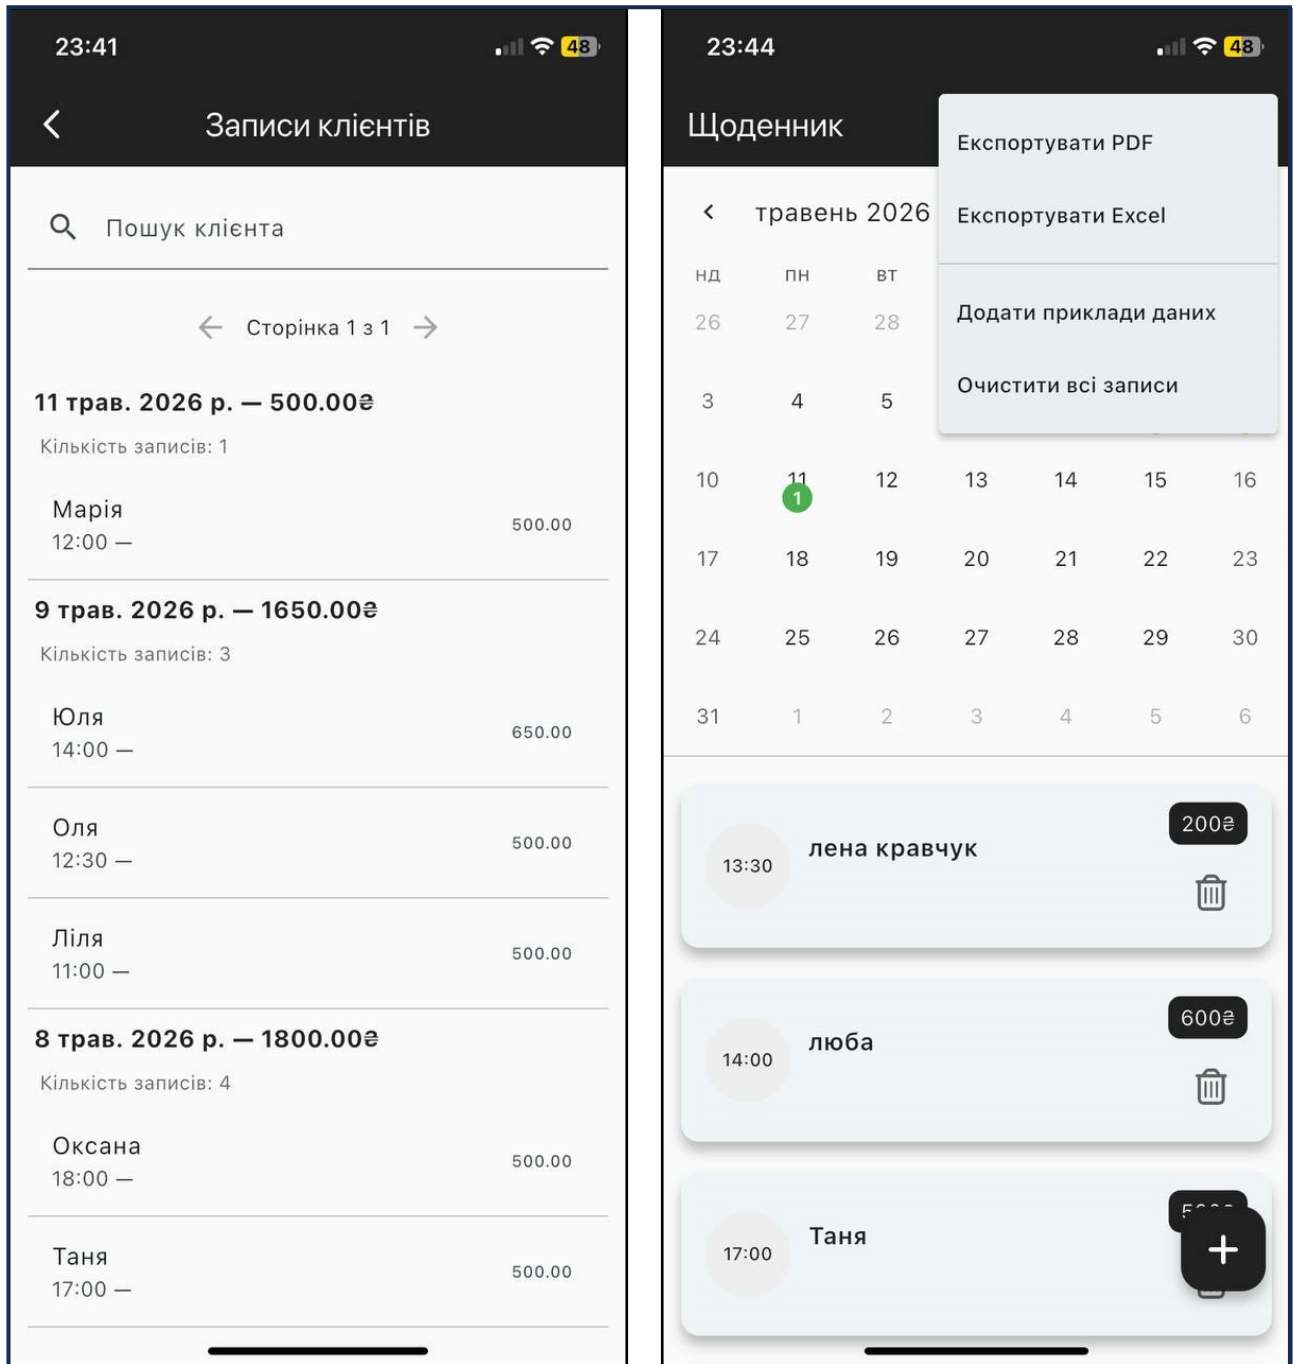 23:41
48
Записи клієнтів
Пошук клієнта
Сторінка 1 з 1
11 трав. 2026 р. — 500.00₴
Кількість записів: 1
Марія
12:00 —
500.00
9 трав. 2026 р. — 1650.00₴
Кількість записів: 3
Юля
14:00 —
650.00
Оля
12:30 —
500.00
Ліля
11:00 —
500.00
8 трав. 2026 р. — 1800.00₴
Кількість записів: 4
Оксана
18:00 —
500.00
Таня
17:00 —
500.00
23:44
48
Щоденник
Експортувати PDF
Експортувати Excel
Додати приклади даних
Очистити всі записи
травень 2026
нд пн вт
26 27 28
3 4 5
10 11 12 13 14 15 16
1
17 18 19 20 21 22 23
24 25 26 27 28 29 30
31 1 2 3 4 5 6
200₴
лена кравчук
13:30
600₴
люба
14:00
Таня
17:00